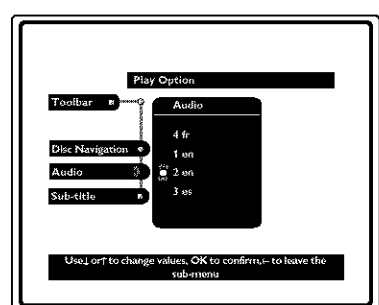 Play Option
Toolbar
Audio
4 fr
Disc Navigation
1 en
Audio
2 en
Sub-title
3 es
Use↓ or↑ to change values, OK to confirm,← to leave the
sub-menu